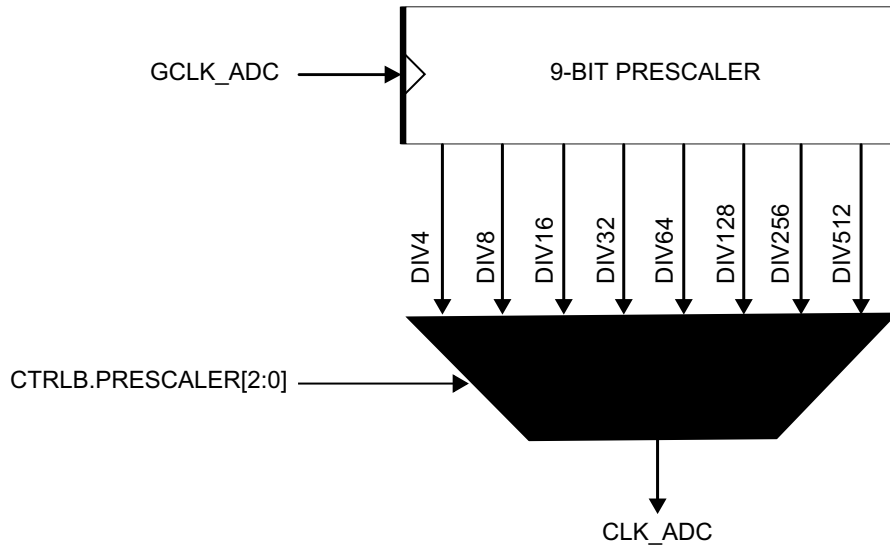 GCLK_ADC
9-BIT PRESCALER
DIV4
DIV8
DIV16
DIV32
DIV64
DIV128
DIV256
DIV512
CTRLB.PRESCALER[2:0]
CLK_ADC